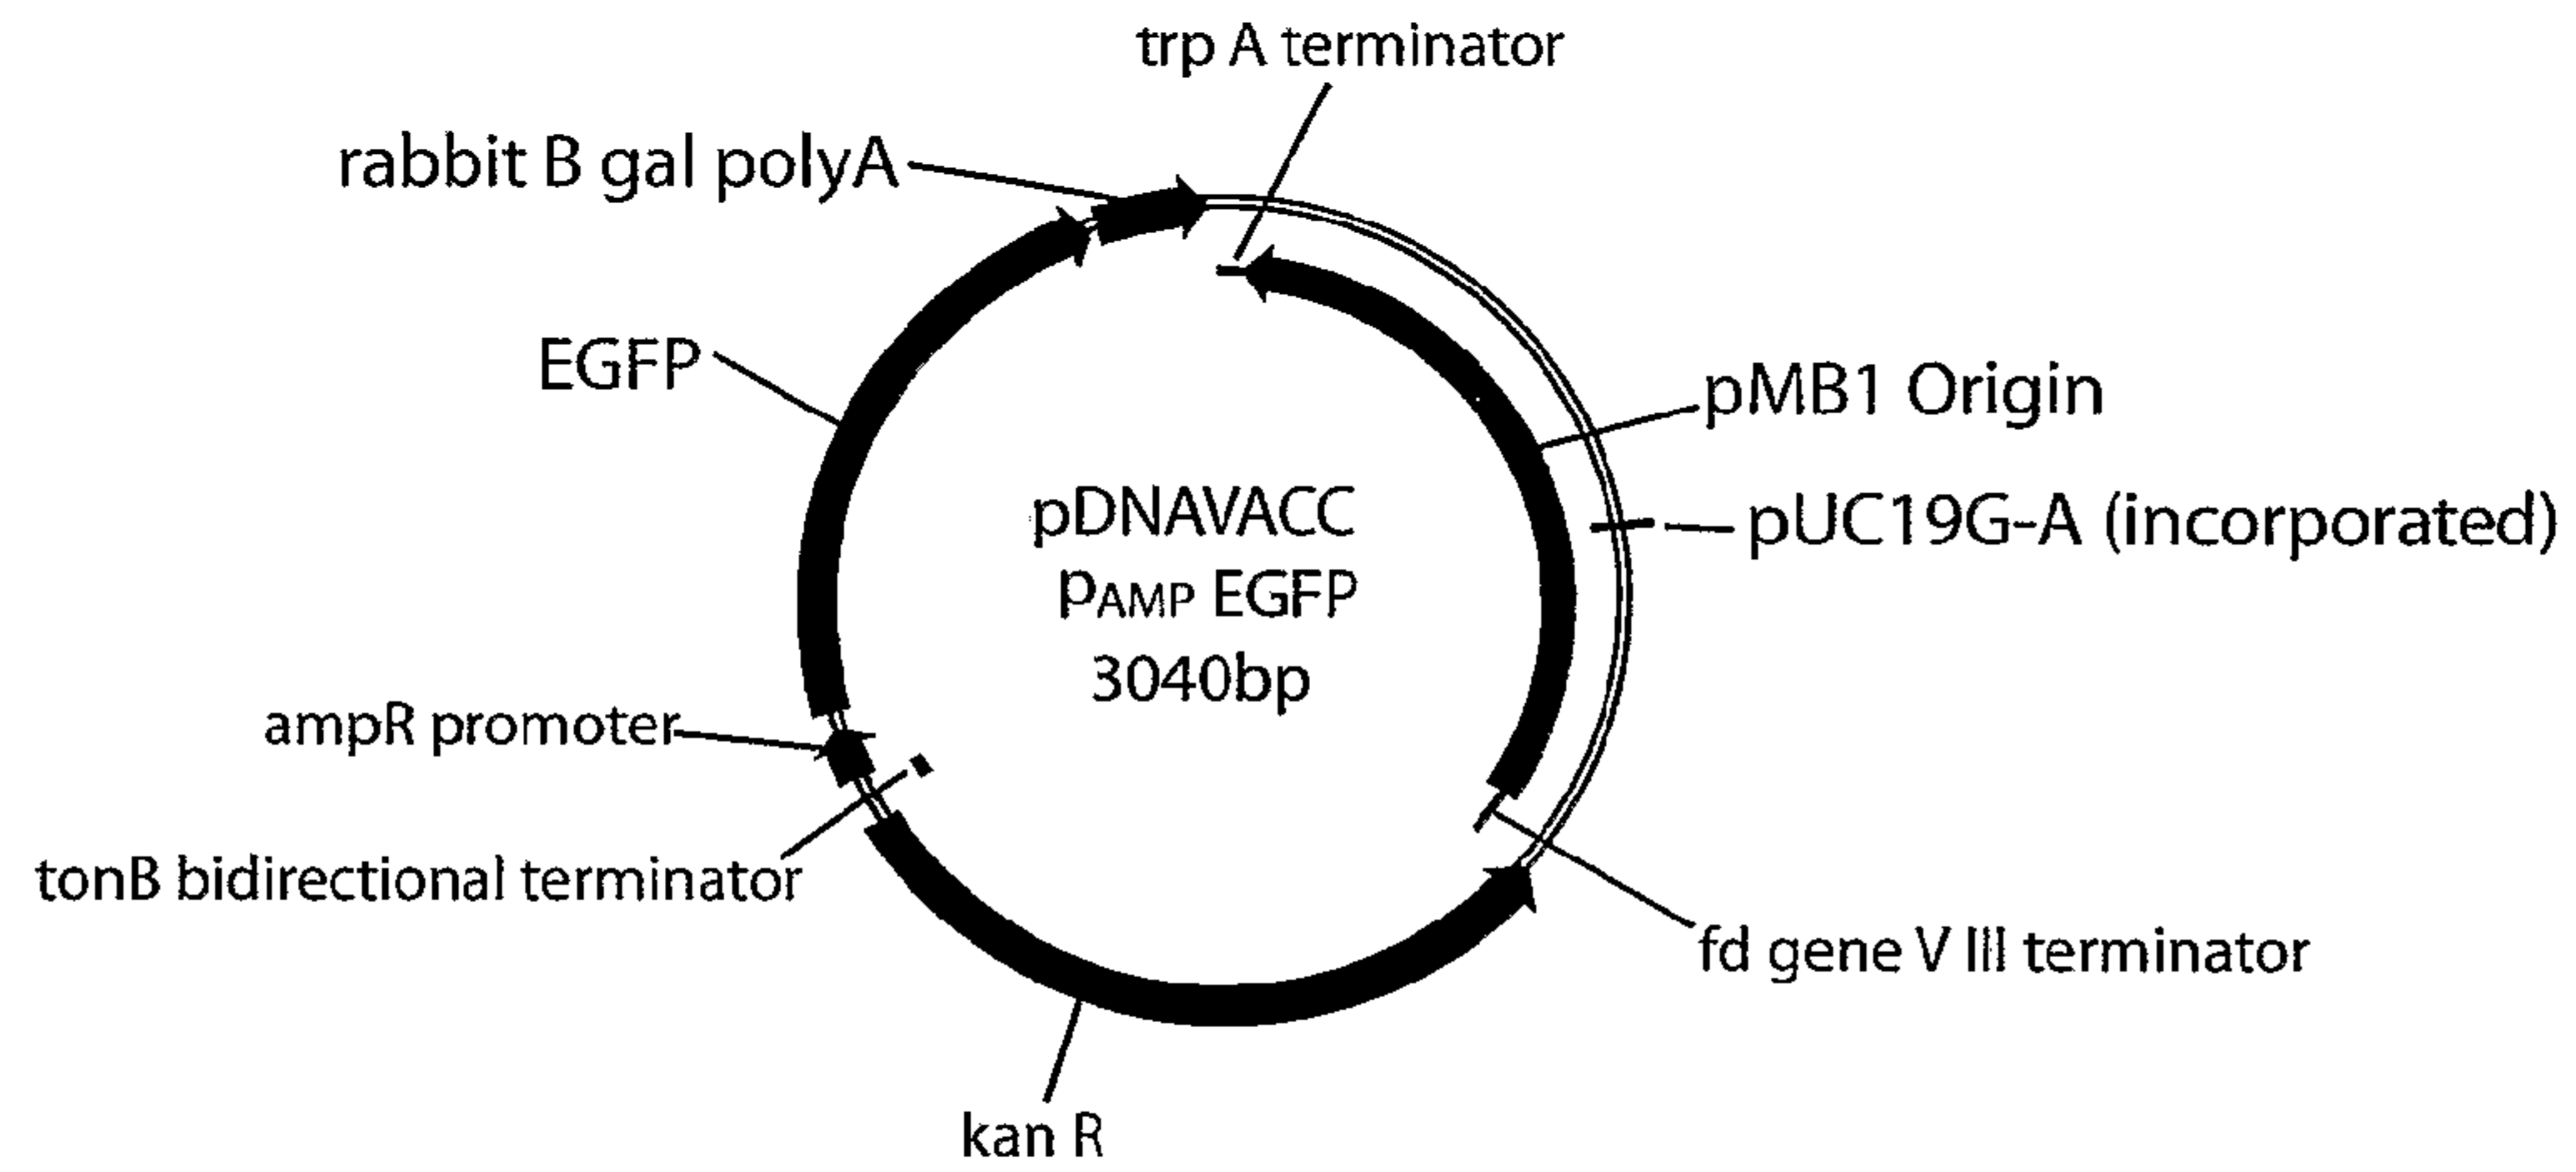 trp A terminator
rabbit B gal polyA
EGFP
pMB1 Origin
pUC19G-A (incorporated)
pDNAVACC
pAMP EGFP
3040bp
ampR promoter
tonB bidirectional terminator
fd gene V III terminator
kan R